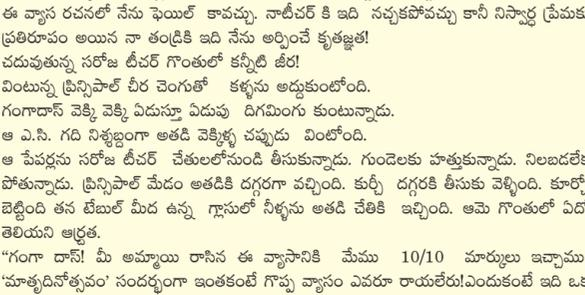 ఈ వ్యాస రచనలో నేను ఫెయిల్ కావచ్చు. నాటీచర్ కి ఇది నచ్చకపోవచ్చు కానీ నిస్వార్ధ ప్రేమక
ప్రతిరూపం అయిన నా తండ్రికి ఇది నేను అర్పించే కృతజ్ఞత!
చదువుతున్న సరోజ టీచర్ గొంతులో కన్నీటి జీర!
వింటున్న ప్రిన్సిపాల్ చీర చెంగుతో కళ్ళను అద్దుకుంటోంది.
గంగాదాస్ వెక్కి వెక్కి ఏడుస్తూ ఏడుపు దిగమింగు కుంటున్నాడు.
ఆ ఎ.సి. గది నిశ్శబ్దంగా అతడి వెక్కిళ్ళ చప్పుడు వింటోంది.
ఆ పేపర్లను సరోజ టీచర్ చేతులలోనుండి తీసుకున్నాడు. గుండెలకు హత్తుకున్నాడు. నిలబడలేక
పోతున్నాడు. ప్రిన్సిపాల్ మేడం అతడికి దగ్గరగా వచ్చింది. కుర్చీ దగ్గరకి తీసుకు వెళ్ళింది. కూర్చో
బెట్టింది తన టేబుల్ మీద ఉన్న గ్లాసులో నీళ్ళను అతడి చేతికి ఇచ్చింది. ఆమె గొంతులో ఏదో
తెలియని ఆర్ద్రత.
“గంగా దాస్! మీ అమ్మాయి రాసిన ఈ వ్యాసానికి మేము 10/10 మార్కులు ఇచ్చాము.
‘మాతృదినోత్సవం’ సందర్భంగా ఇంతకంటే గొప్ప వ్యాసం ఎవరూ రాయలేరు!ఎందుకంటే ఇది ఒక